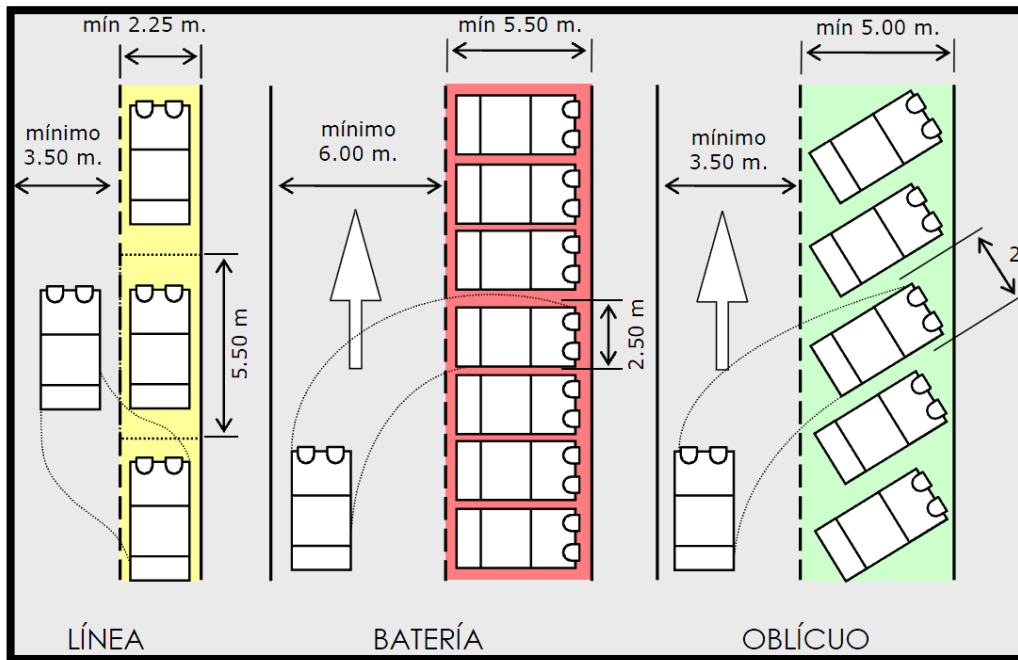 mín 2.25 m.
mínimo
3.50 m.
5.50 m
LÍNEA
5.50 m.
mínimo
6.00 m.
2.50 m
BATERÍA
mín 5.00 m.
mínimo
3.50 m.
2
OBLÍCUO